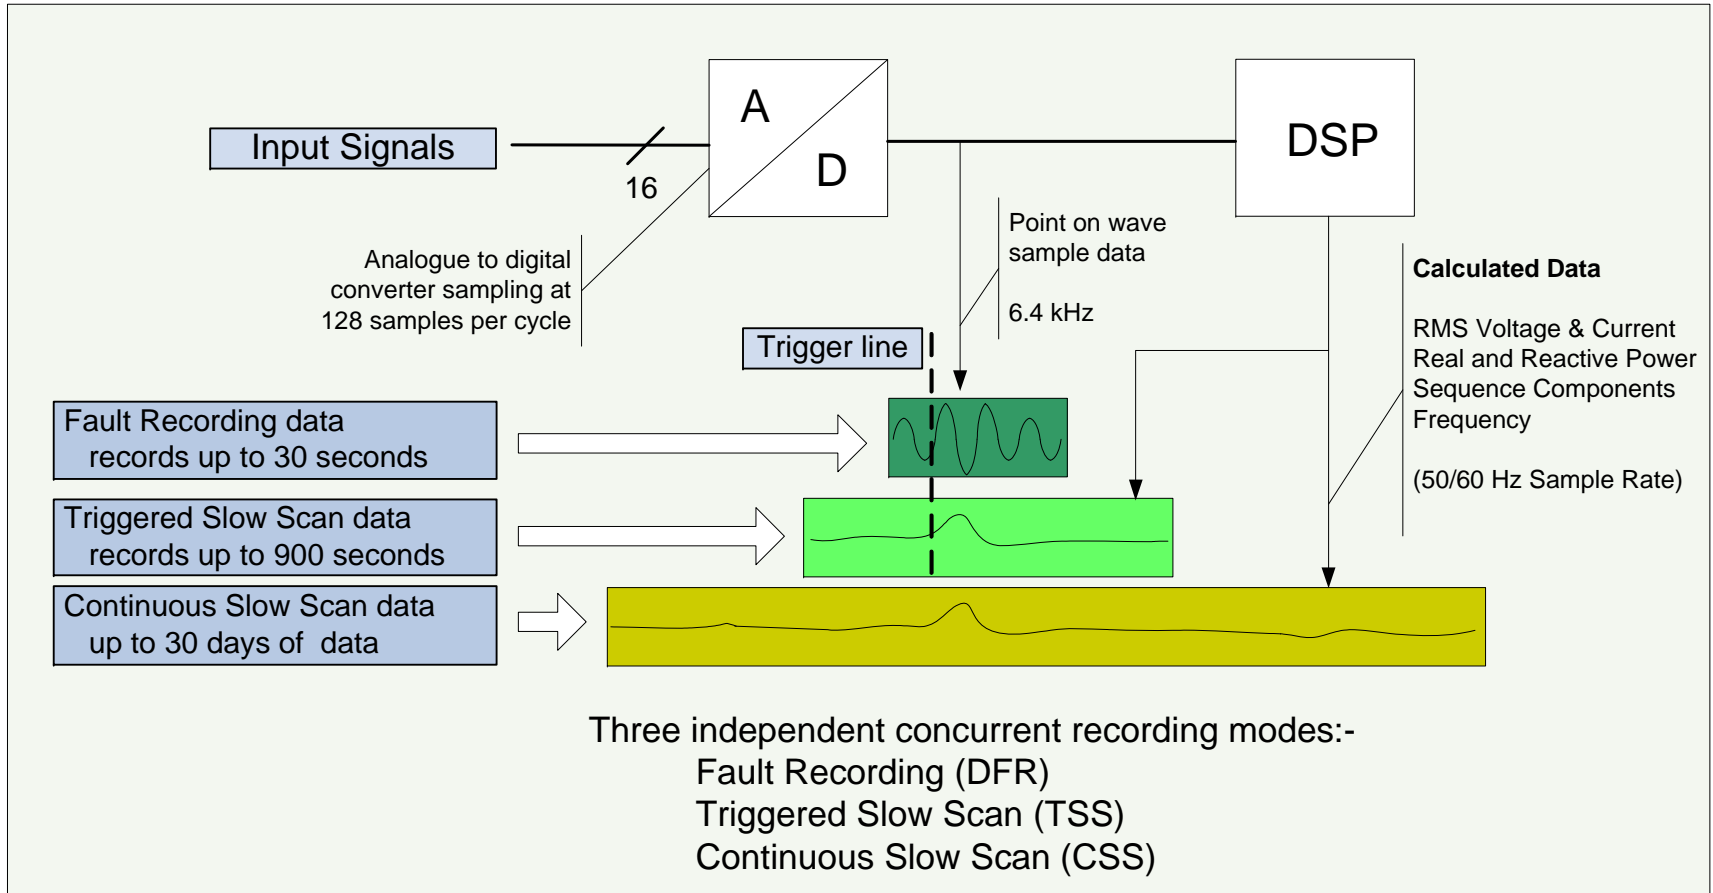 A
D
DSP
Input Signals
16
Analogue to digital
converter sampling at
128 samples per cycle
Point on wave
sample data
6.4 kHz
Calculated Data
RMS Voltage & Current
Real and Reactive Power
Sequence Components
Frequency
(50/60 Hz Sample Rate)
Trigger line
Fault Recording data
records up to 30 seconds
Triggered Slow Scan data
records up to 900 seconds
Continuous Slow Scan data
up to 30 days of data
Three independent concurrent recording modes:-
Fault Recording (DFR)
Triggered Slow Scan (TSS)
Continuous Slow Scan (CSS)